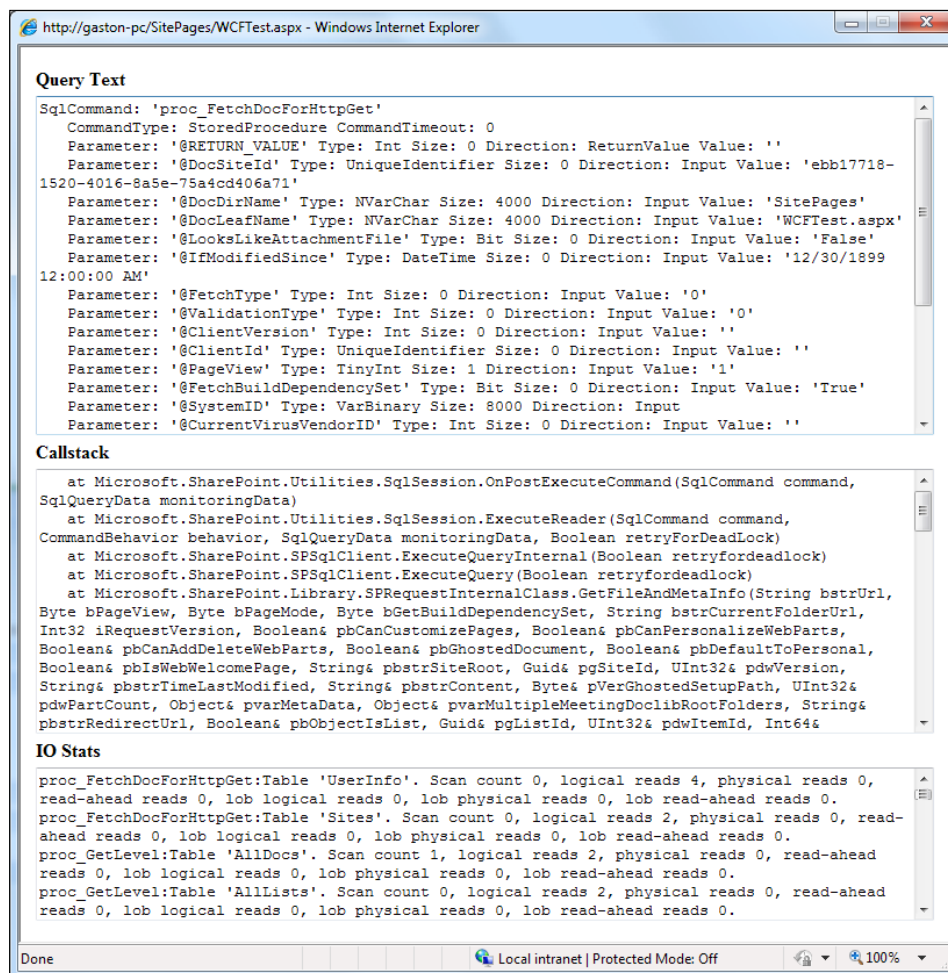 http://gaston-pc/SitePages/WCFTest.aspx - Windows Internet Explorer
Query Text
SqlCommand: 'proc_FetchDocForHttpGet'
CommandType: StoredProcedure CommandTimeout: 0
Parameter: '@RETURN_VALUE' Type: Int Size: 0 Direction: ReturnValue Value: ''
Parameter: '@DocSiteId' Type: UniqueIdentifier Size: 0 Direction: Input Value: 'ebb17718-
1520-4016-8a5e-75a4cd406a71'
Parameter: '@DocDirName' Type: NVarChar Size: 4000 Direction: Input Value: 'SitePages'
Parameter: '@DocLeafName' Type: NVarChar Size: 4000 Direction: Input Value: 'WCFTest.aspx'
Parameter: '@LooksLikeAttachmentFile' Type: Bit Size: 0 Direction: Input Value: 'False'
Parameter: '@IfModifiedSince' Type: DateTime Size: 0 Direction: Input Value: '12/30/1899
12:00:00 AM'
Parameter: '@FetchType' Type: Int Size: 0 Direction: Input Value: '0'
Parameter: '@ValidationType' Type: Int Size: 0 Direction: Input Value: '0'
Parameter: '@ClientVersion' Type: Int Size: 0 Direction: Input Value: ''
Parameter: '@ClientId' Type: UniqueIdentifier Size: 0 Direction: Input Value: ''
Parameter: '@PageView' Type: TinyInt Size: 1 Direction: Input Value: '1'
Parameter: '@FetchBuildDependencySet' Type: Bit Size: 0 Direction: Input Value: 'True'
Parameter: '@SystemID' Type: VarBinary Size: 8000 Direction: Input
Parameter: '@CurrentVirusVendorID' Type: Int Size: 0 Direction: Input Value: ''
Callstack
at Microsoft.SharePoint.Utilities.SqlSession.OnPostExecuteCommand(SqlCommand command,
SqlQueryData monitoringData)
at Microsoft.SharePoint.Utilities.SqlSession.ExecuteReader(SqlCommand command,
CommandBehavior behavior, SqlQueryData monitoringData, Boolean retryForDeadLock)
at Microsoft.SharePoint.SPSqlClient.ExecuteQueryInternal(Boolean retryfordeadlock)
at Microsoft.SharePoint.SPSqlClient.ExecuteQuery(Boolean retryfordeadlock)
at Microsoft.SharePoint.Library.SPRequestInternalClass.GetFileAndMetaInfo(String bstrUrl,
Byte bPageView, Byte bPageMode, Byte bGetBuildDependencySet, String bstrCurrentFolderUrl,
Int32 iRequestVersion, Boolean& pbCanCustomizePages, Boolean& pbCanPersonalizeWebParts,
Boolean& pbCanAddDeleteWebParts, Boolean& pbGhostedDocument, Boolean& pbDefaultToPersonal,
Boolean& pbIsWebWelcomePage, String& pbstrSiteRoot, Guid& pgSiteId, UInt32& pdwVersion,
String& pbstrTimeLastModified, String& pbstrContent, Byte& pVerGhostedSetupPath, UInt32&
pdwPartCount, Object& pvarMetaData, Object& pvarMultipleMeetingDoclibRootFolders, String&
pbstrRedirectUrl, Boolean& pbObjectIsList, Guid& pgListId, UInt32& pdwItemId, Int64&
IO Stats
proc_FetchDocForHttpGet:Table 'UserInfo'. Scan count 0, logical reads 4, physical reads 0,
read-ahead reads 0, lob logical reads 0, lob physical reads 0, lob read-ahead reads 0.
proc_FetchDocForHttpGet:Table 'Sites'. Scan count 0, logical reads 2, physical reads 0, read-
ahead reads 0, lob logical reads 0, lob physical reads 0, lob read-ahead reads 0.
proc_GetLevel:Table 'AllDocs'. Scan count 1, logical reads 2, physical reads 0, read-ahead
reads 0, lob logical reads 0, lob physical reads 0, lob read-ahead reads 0.
proc_GetLevel:Table 'AllLists'. Scan count 0, logical reads 2, physical reads 0, read-ahead
reads 0, lob logical reads 0, lob physical reads 0, lob read-ahead reads 0.
Done Local intranet | Protected Mode: Off 100%